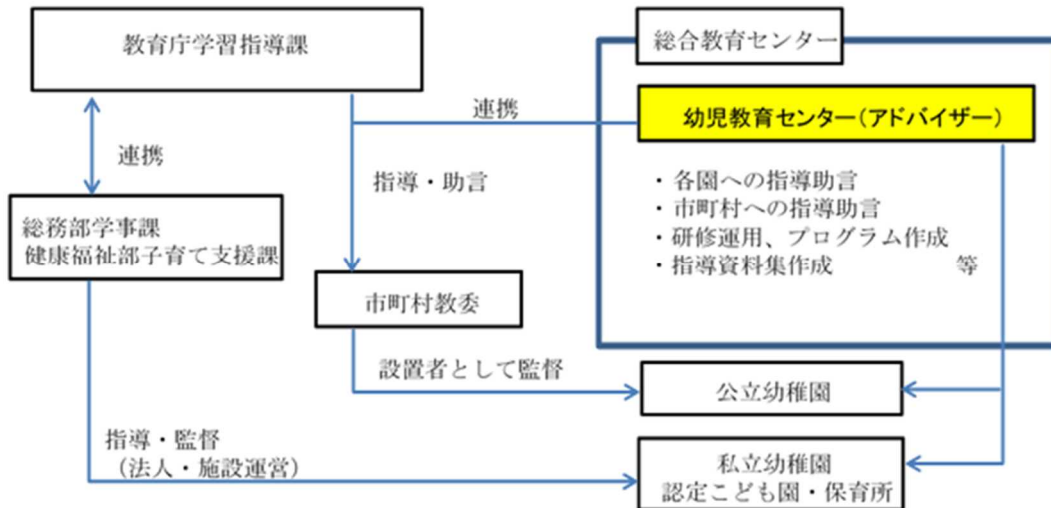 教育庁学習指導課
総合教育センター
連携
幼児教育センター(アドバイザー)
連携
指導・助言
・各園への指導助言
・市町村への指導助言
・研修運用、プログラム作成
・指導資料集作成 等
総務部学事課
健康福祉部子育て支援課
市町村教委
設置者として監督
公立幼稚園
指導・監督
(法人・施設運営)
私立幼稚園
認定こども園・保育所